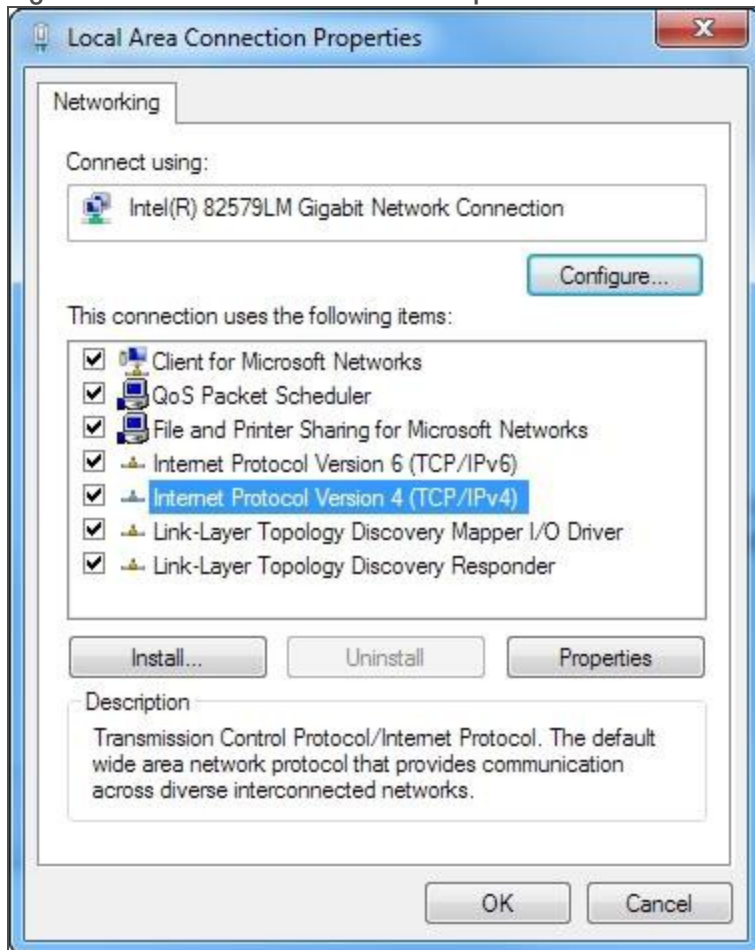 Local Area Connection Properties
Networking
Connect using:
Intel(R) 82579LM Gigabit Network Connection
Configure...
This connection uses the following items:
Client for Microsoft Networks
QoS Packet Scheduler
File and Printer Sharing for Microsoft Networks
Internet Protocol Version 6 (TCP/IPv6)
Internet Protocol Version 4 (TCP/IPv4)
Link-Layer Topology Discovery Mapper I/O Driver
Link-Layer Topology Discovery Responder
Install...
Uninstall
Properties
Description
Transmission Control Protocol/Internet Protocol. The default
wide area network protocol that provides communication
across diverse interconnected networks.
OK
Cancel